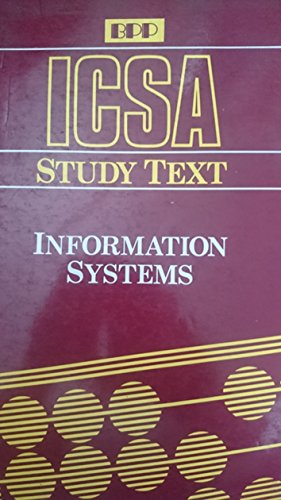 BPP
ICSA
STUDY TEXT
INFORMATION
SYSTEMS